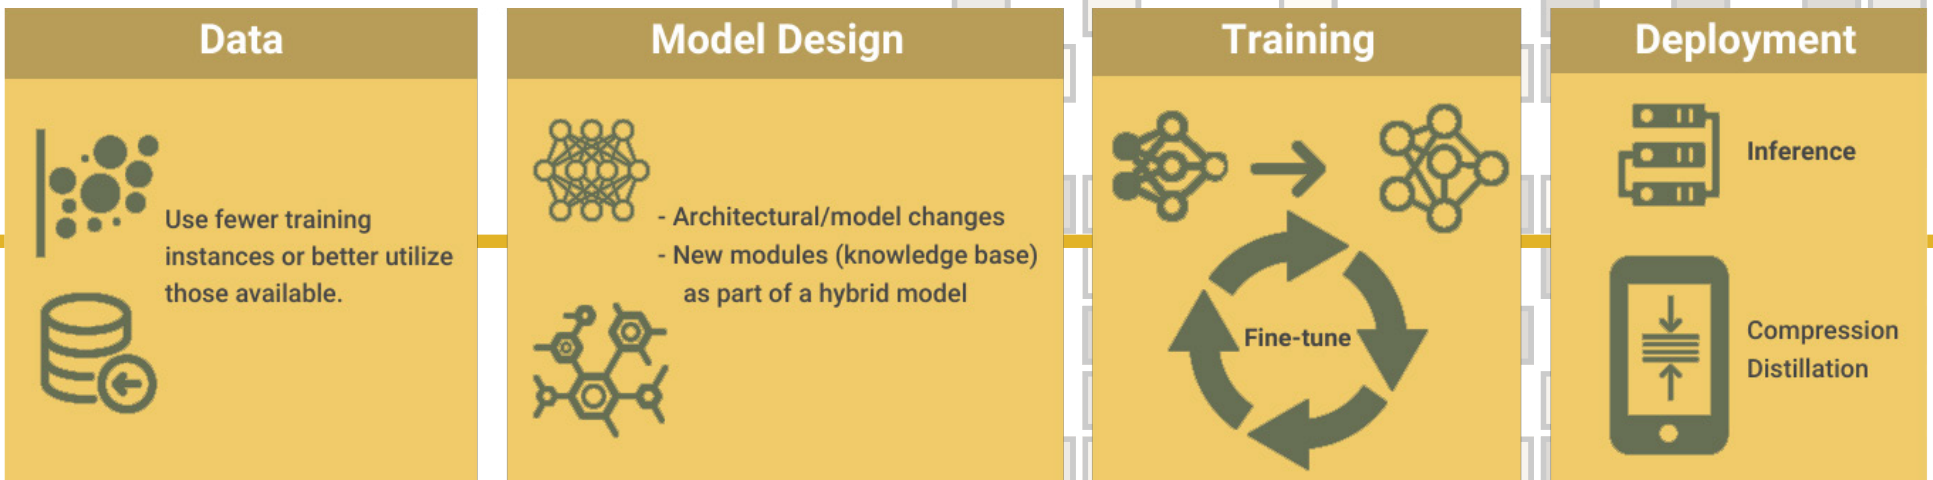 Data
Use fewer training
instances or better utilize
those available.
Model Design
- Architectural/model changes
- New modules (knowledge base)
as part of a hybrid model
Training
Fine-tune
Deployment
Inference
Compression
Distillation